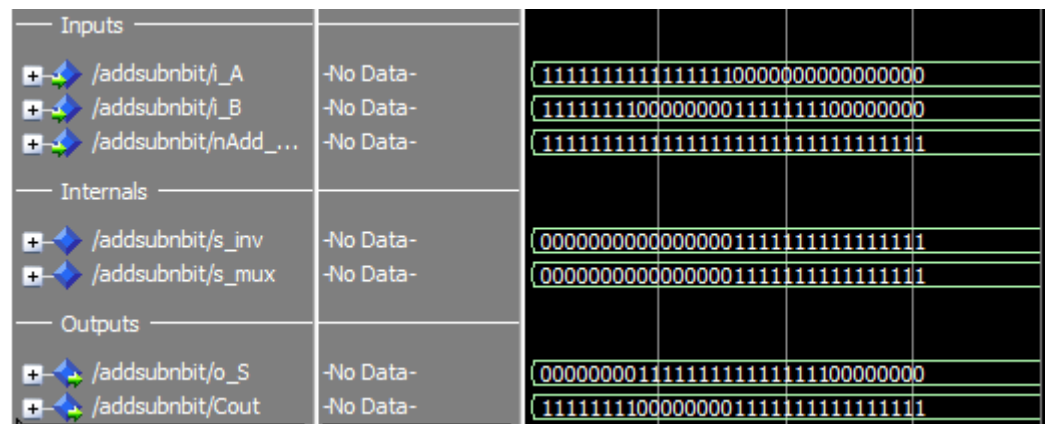 Inputs
/addsubnbit/i_A -No Data- 11111111111111110000000000000000
/addsubnbit/i_B -No Data- 11111111000000001111111100000000
/addsubnbit/nAdd_... -No Data- 11111111111111111111111111111111
Internals
/addsubnbit/s_inv -No Data- 00000000000000001111111111111111
/addsubnbit/s_mux -No Data- 00000000000000001111111111111111
Outputs
/addsubnbit/o_S -No Data- 00000000111111111111111100000000
/addsubnbit/Cout -No Data- 11111111000000001111111111111111